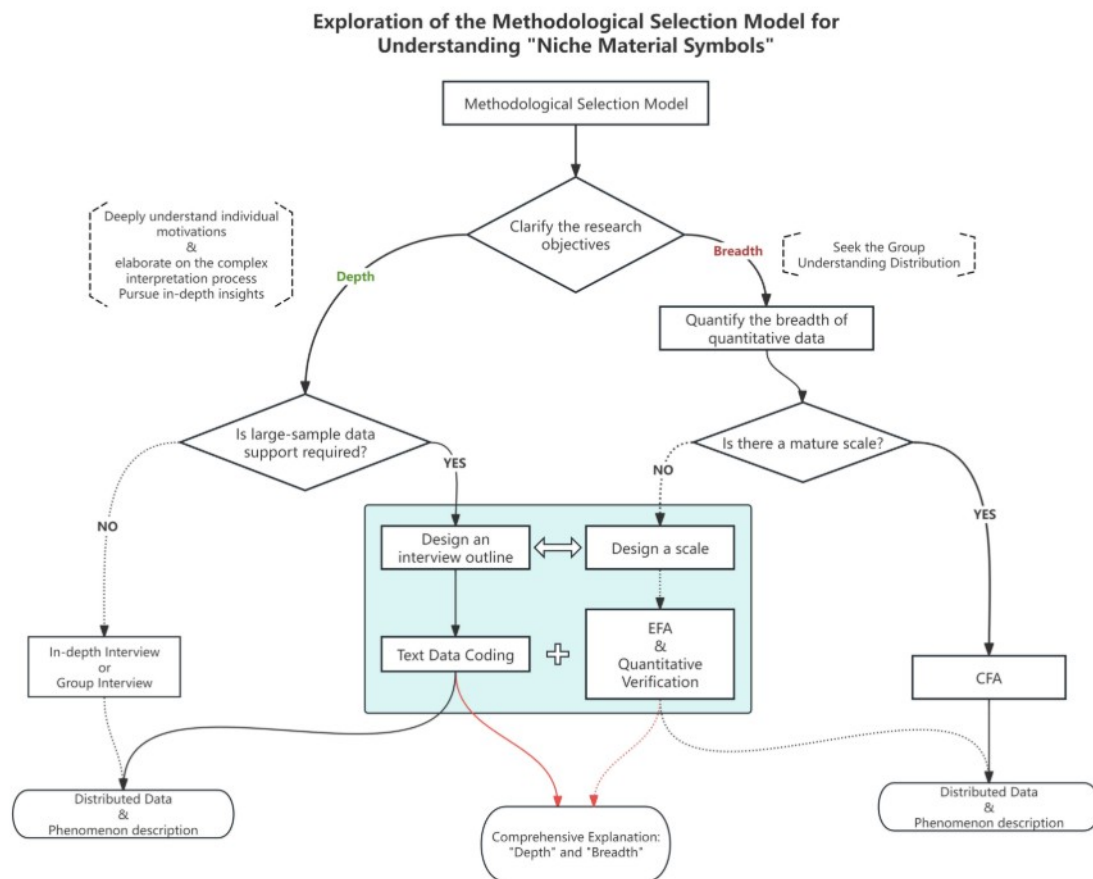 Exploration of the Methodological Selection Model for
Understanding "Niche Material Symbols"
Methodological Selection Model
Clarify the research
objectives
Deeply understand individual
motivations
&
elaborate on the complex
interpretation process
Pursue in-depth insights
Depth
Breadth
Seek the Group
Understanding Distribution
Quantify the breadth of
quantitative data
Is large-sample data
support required?
Is there a mature scale?
YES
NO
NO
YES
Design an
interview outline
Design a scale
In-depth Interview
or
Group Interview
Text Data Coding
EFA
&
Quantitative
Verification
CFA
Distributed Data
&
Phenomenon description
Comprehensive Explanation:
"Depth" and "Breadth"
Distributed Data
&
Phenomenon description